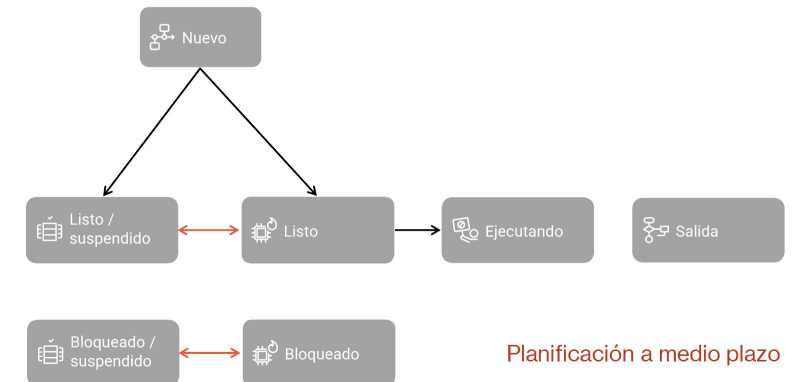 Nuevo
Listo /
suspendido
Listo
Ejecutando
Salida
Bloqueado /
suspendido
Bloqueado
Planificación a medio plazo